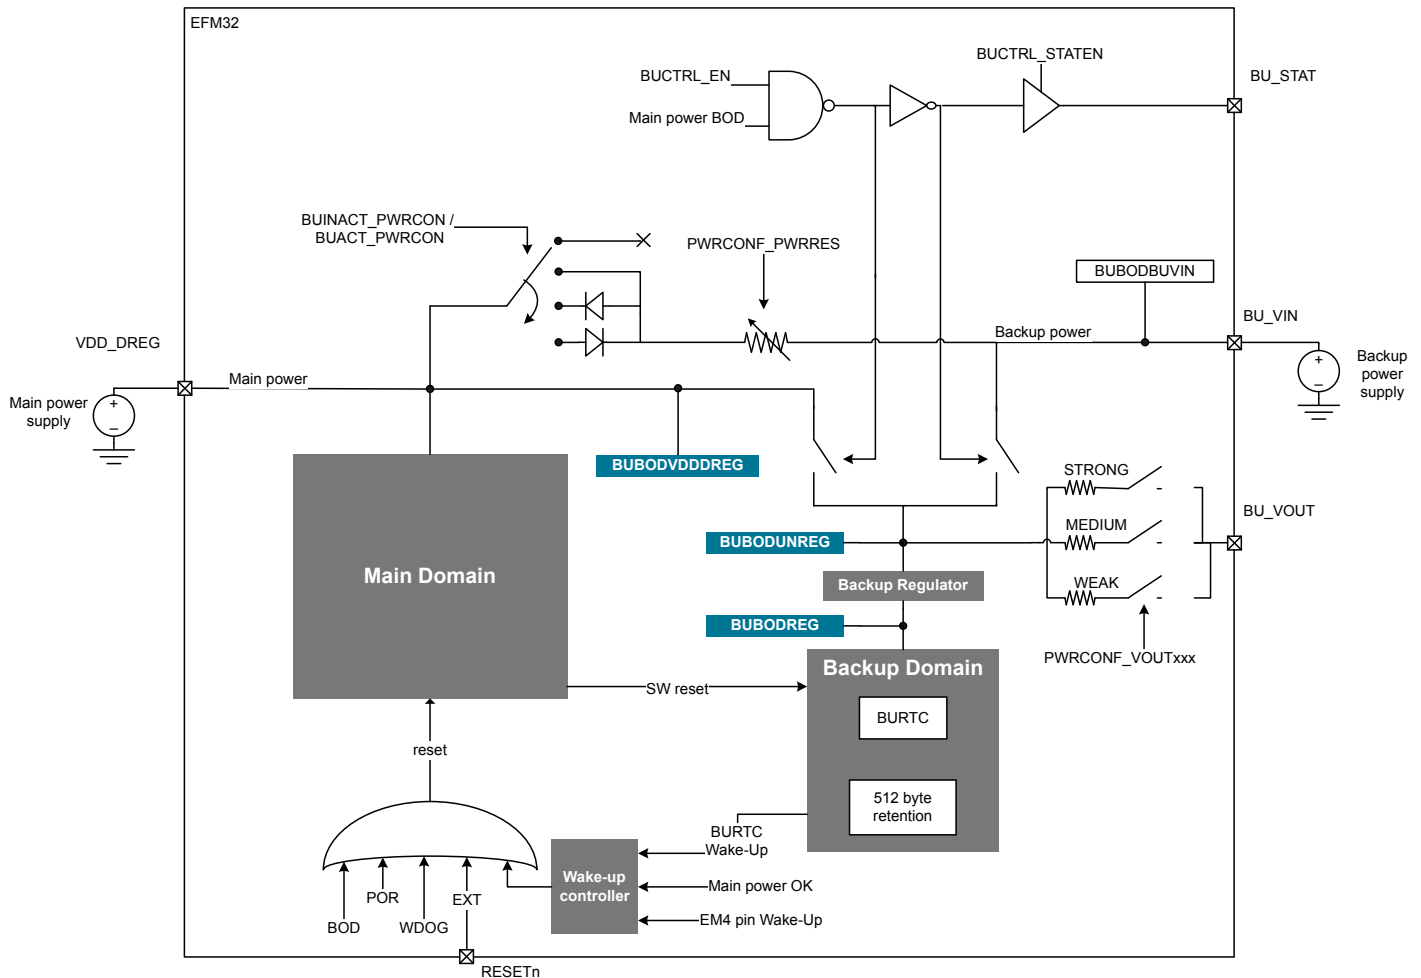 EFM32
BUCTRL_EN
Main power BOD
BUCTRL_STATEN
BU_STAT
BUINACT_PWRCON /
BUACT_PWRCON
PWRCONF_PWRRES
BUBODBUVIN
BU_VIN
Backup power
Backup
power
supply
VDD_DREG
Main power
Main power
supply
+
–
+
–
BUBODVDDDREG
STRONG
MEDIUM
WEAK
BU_VOUT
PWRCONF_VOUTxxx
BUBODUNREG
Backup Regulator
BUBODREG
Main Domain
Backup Domain
SW reset
BURTC
512 byte
retention
reset
BURTC
Wake-Up
Main power OK
EM4 pin Wake-Up
Wake-up
controller
BOD
POR
WDOG
EXT
RESETn